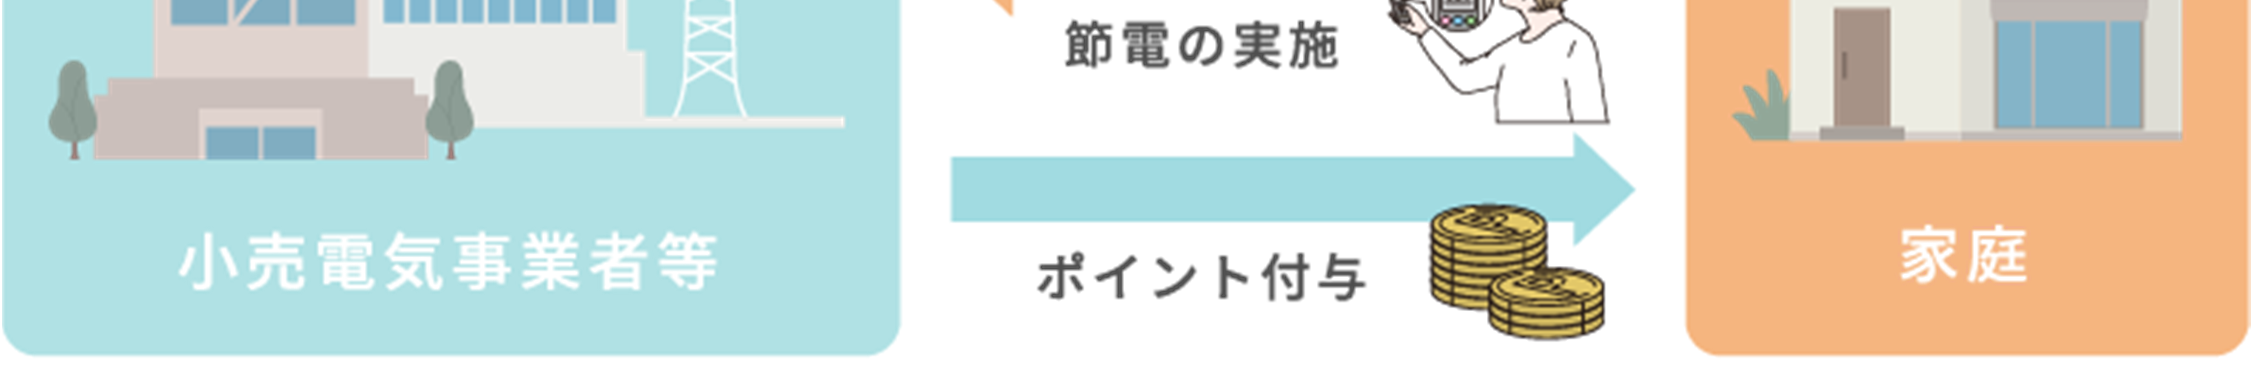 節電の実施
小売電気事業者等
ポイント付与
家庭